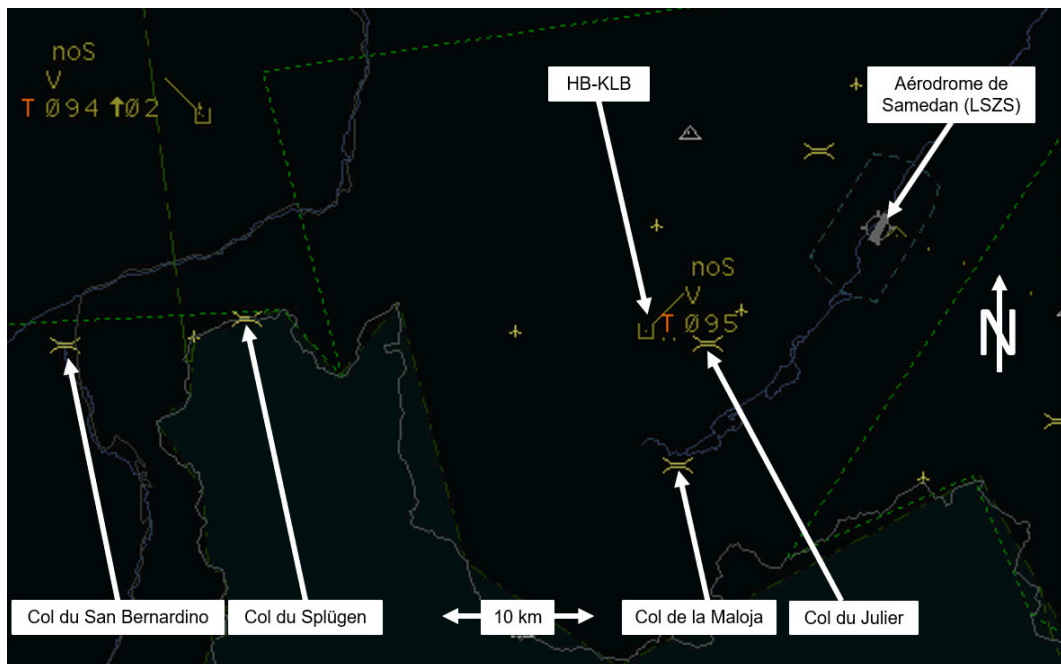 noS
V
T Ø94 ↑Ø2
HB-KLB
Aérodrome de
Samedan (LSZS)
noS
V
T Ø95
N
Col du San Bernardino
Col du Splügen
10 km
Col de la Maloja
Col du Julier